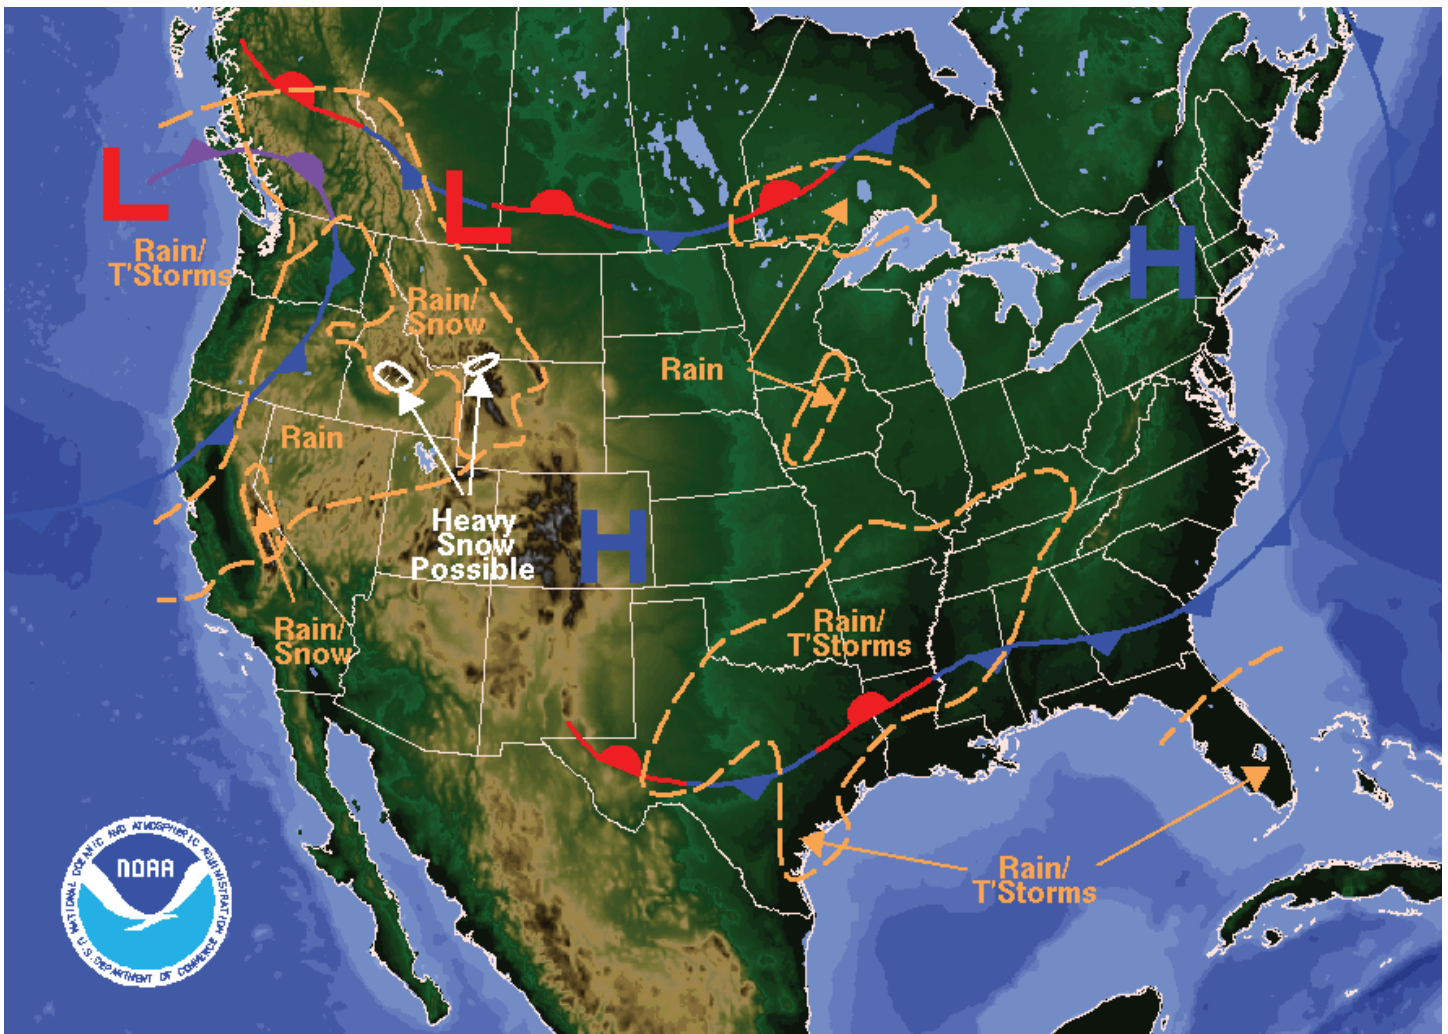 L
L
H
Rain/
T'Storms
Rain/
Snow
Rain
Rain
Heavy
Snow
Possible
H
Rain/
T'Storms
Rain/
Snow
Rain/
T'Storms
NATIONAL OCEANIC AND ATMOSPHERIC ADMINISTRATION
NOAA
U.S. DEPARTMENT OF COMMERCE